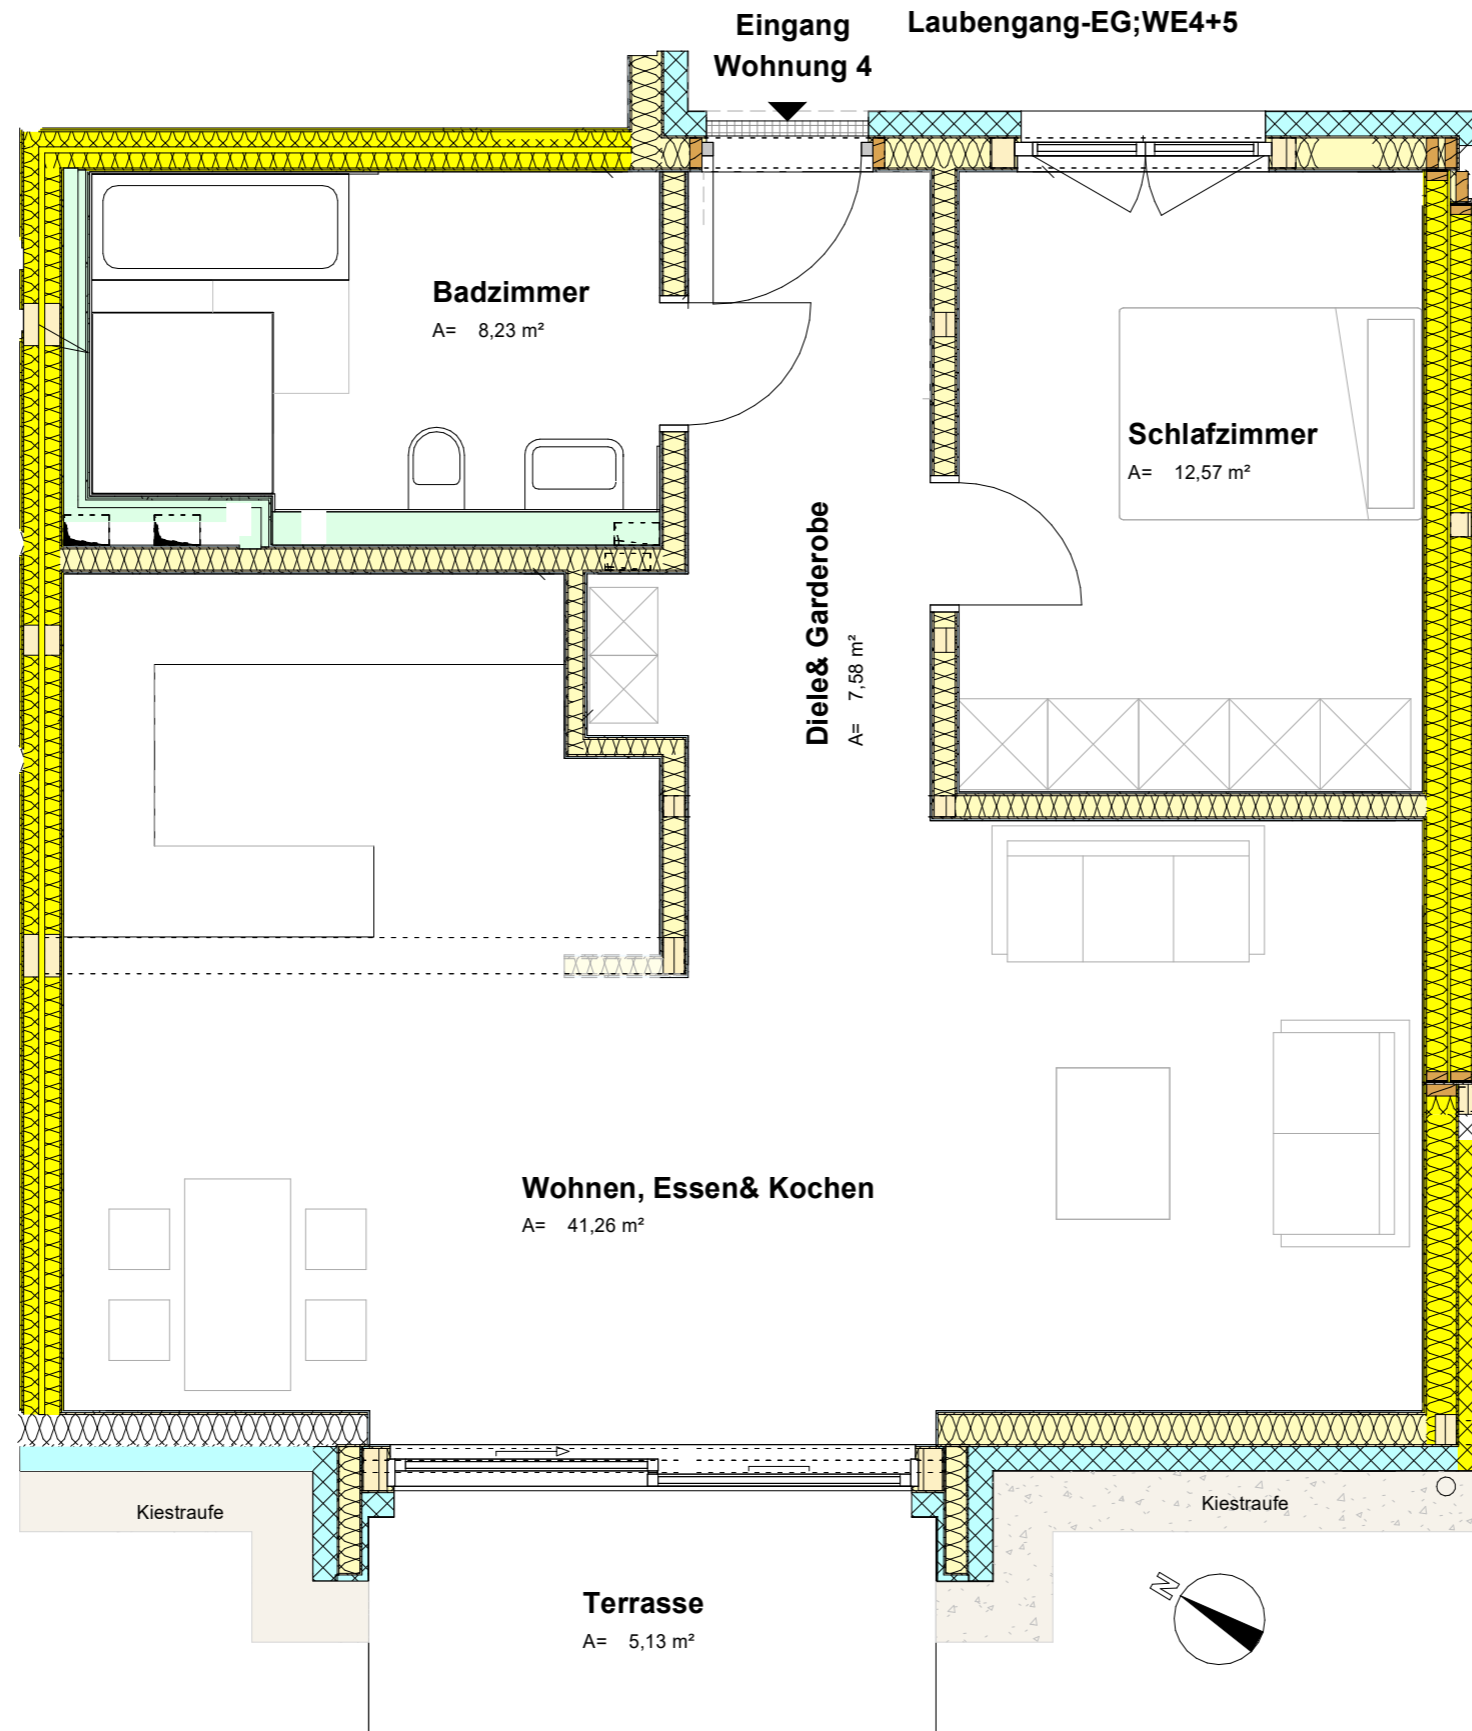 Eingang
Wohnung 4
Laubengang-EG;WE4+5
Badzimmer
A= 8,23 m²
Schlafzimmer
A= 12,57 m²
Diele& Garderobe
A= 7,58 m²
Wohnen, Essen& Kochen
A= 41,26 m²
Kiestraufe
Kiestraufe
Terrasse
A= 5,13 m²
N